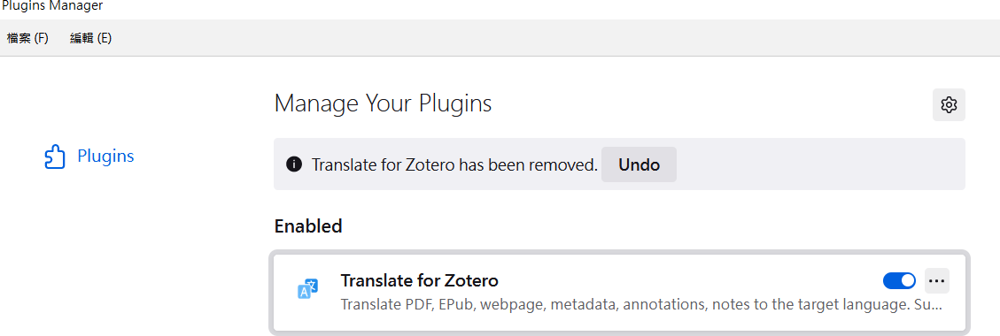 Plugins Manager
檔案 (F) 編輯 (E)
Manage Your Plugins
Plugins
Translate for Zotero has been removed. Undo
Enabled
Translate for Zotero
Translate PDF, EPub, webpage, metadata, annotations, notes to the target language. Su...